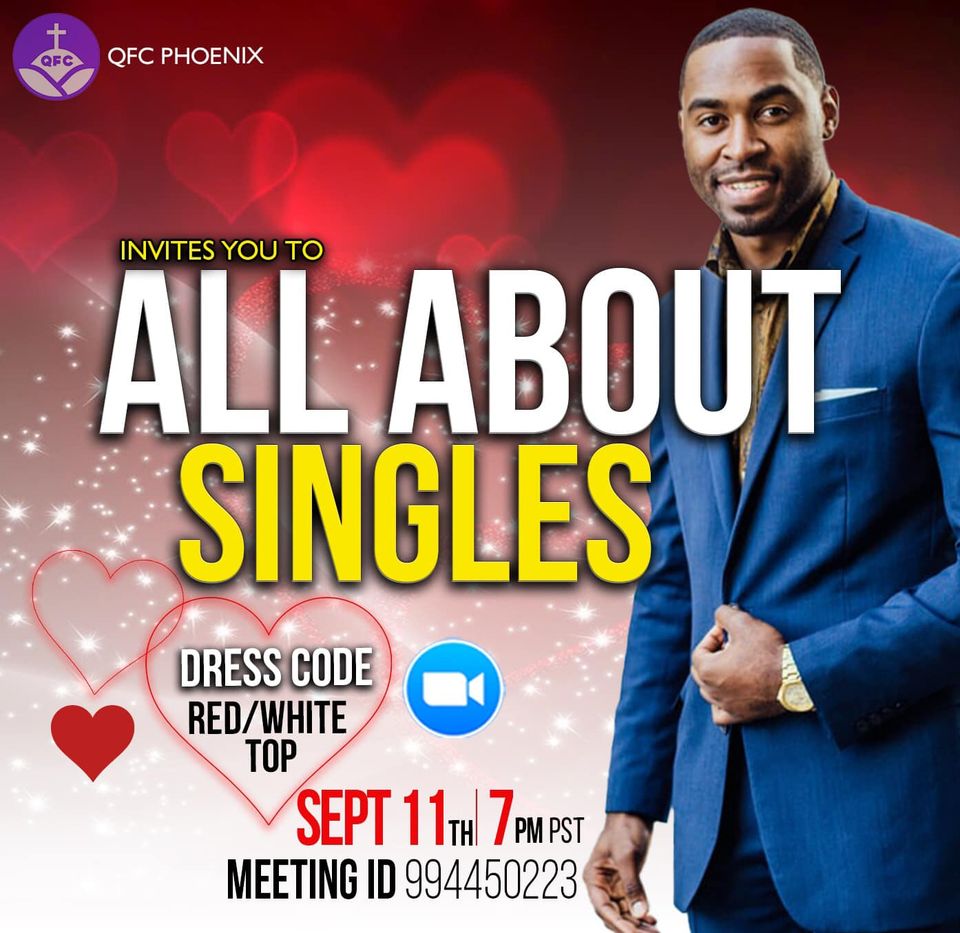 QFC
QFC PHOENIX
INVITES YOU TO
ALL ABOUT
SINGLES
DRESS CODE
RED/WHITE
TOP
SEPT 11TH | 7PM PST
MEETING ID 994450223